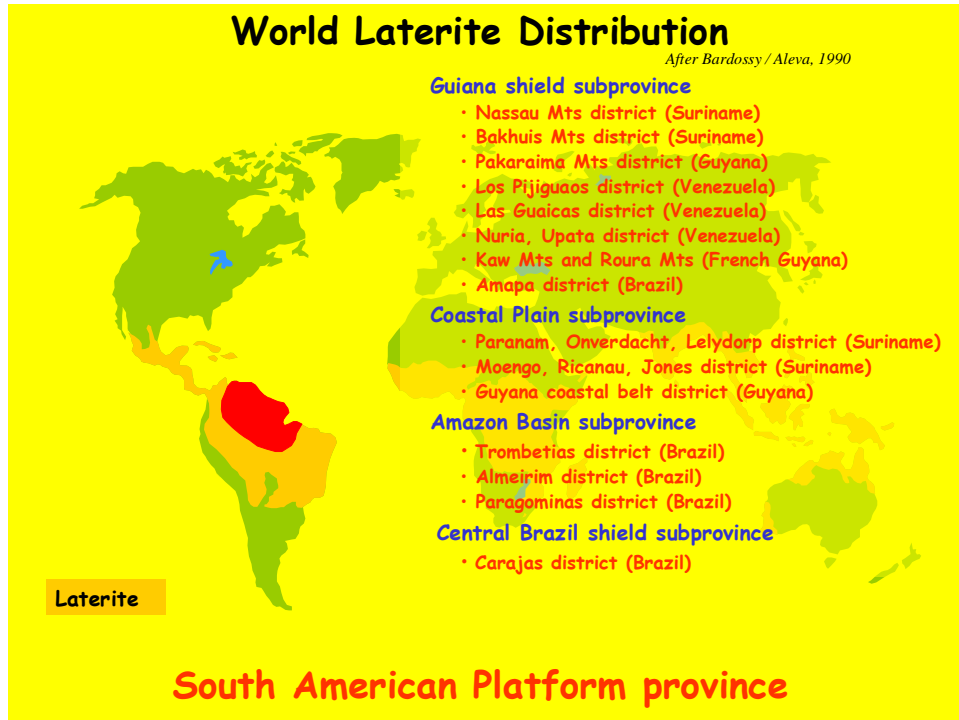 World Laterite Distribution
After Bardossy / Aleva, 1990
Guiana shield subprovince
• Nassau Mts district (Suriname)
• Bakhuis Mts district (Suriname)
• Pakaraima Mts district (Guyana)
• Los Pijiguaos district (Venezuela)
• Las Guaicas district (Venezuela)
• Nuria, Upata district (Venezuela)
• Kaw Mts and Roura Mts (French Guyana)
• Amapa district (Brazil)
Coastal Plain subprovince
• Paranam, Onverdacht, Lelydorp district (Suriname)
• Moengo, Ricanau, Jones district (Suriname)
• Guyana coastal belt district (Guyana)
Amazon Basin subprovince
• Trombetias district (Brazil)
• Almeirim district (Brazil)
• Paragominas district (Brazil)
Central Brazil shield subprovince
• Carajas district (Brazil)
Laterite
South American Platform province